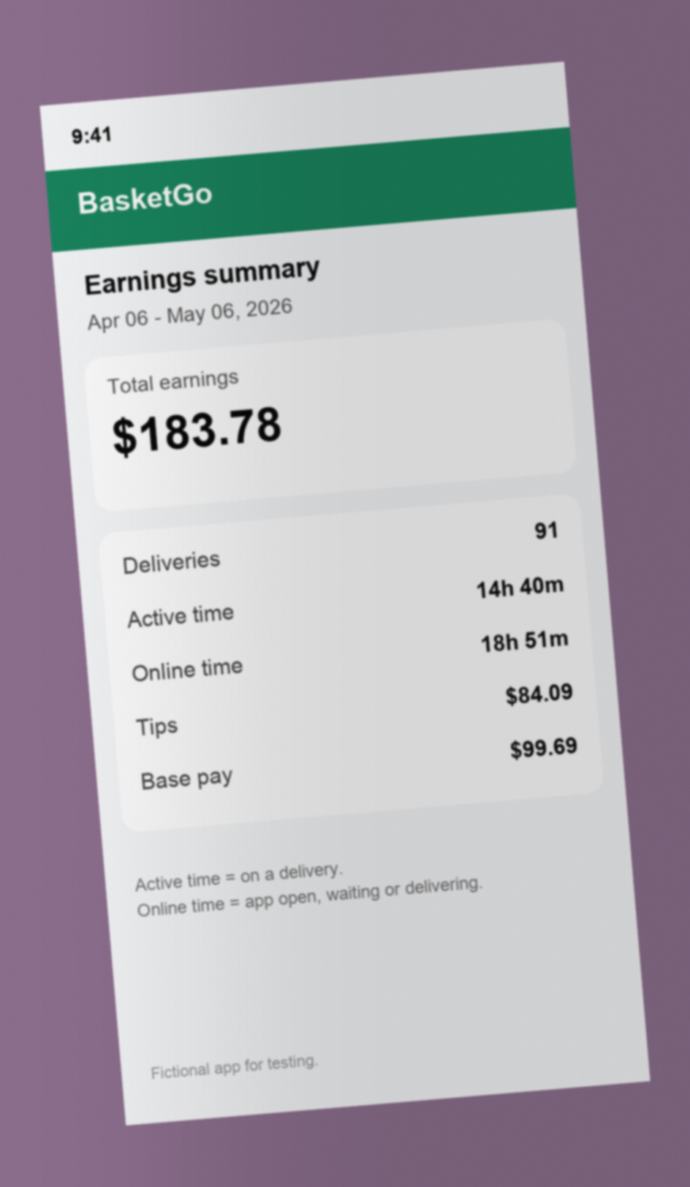 9:41
BasketGo
Earnings summary
Apr 06 - May 06, 2026
Total earnings
$183.78
Deliveries 91
Active time 14h 40m
Online time 18h 51m
Tips $84.09
Base pay $99.69
Active time = on a delivery.
Online time = app open, waiting or delivering.
Fictional app for testing.